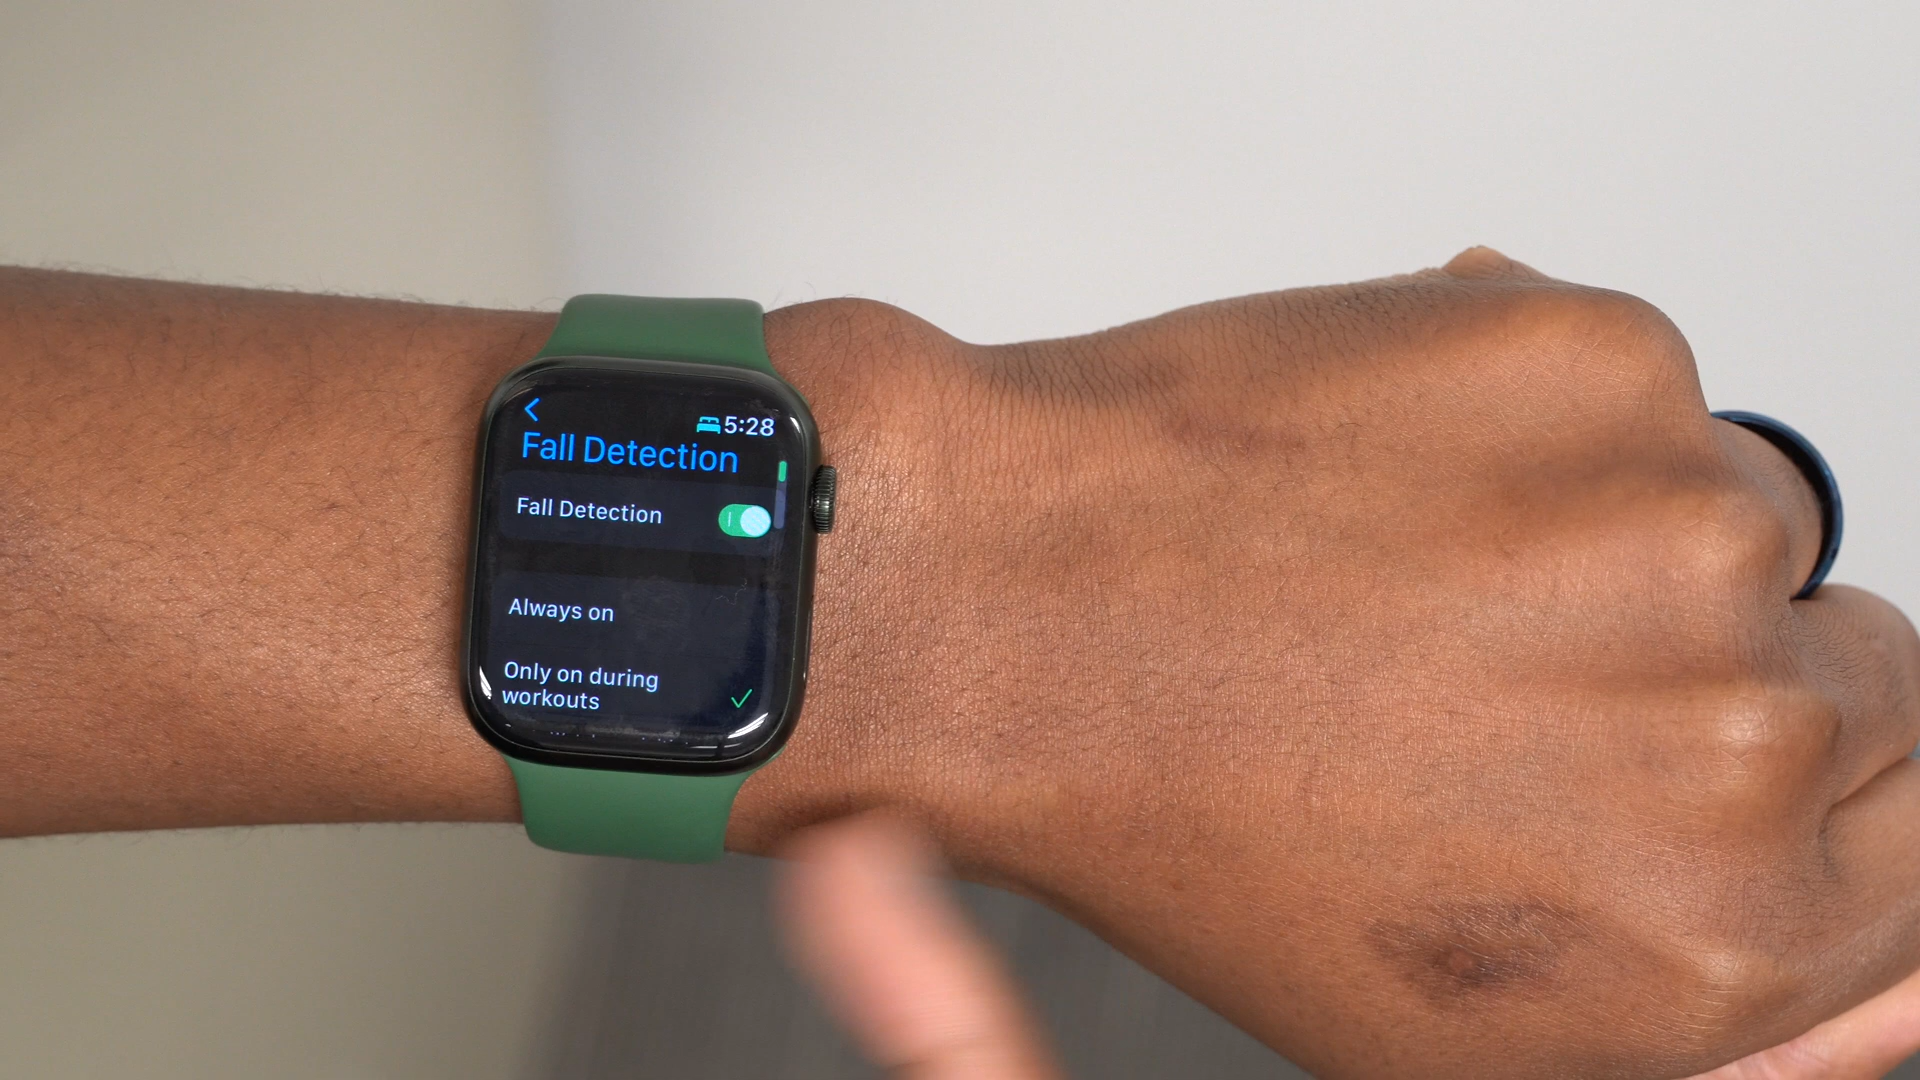 5:28
Fall Detection
Fall Detection
Always on
Only on during
workouts